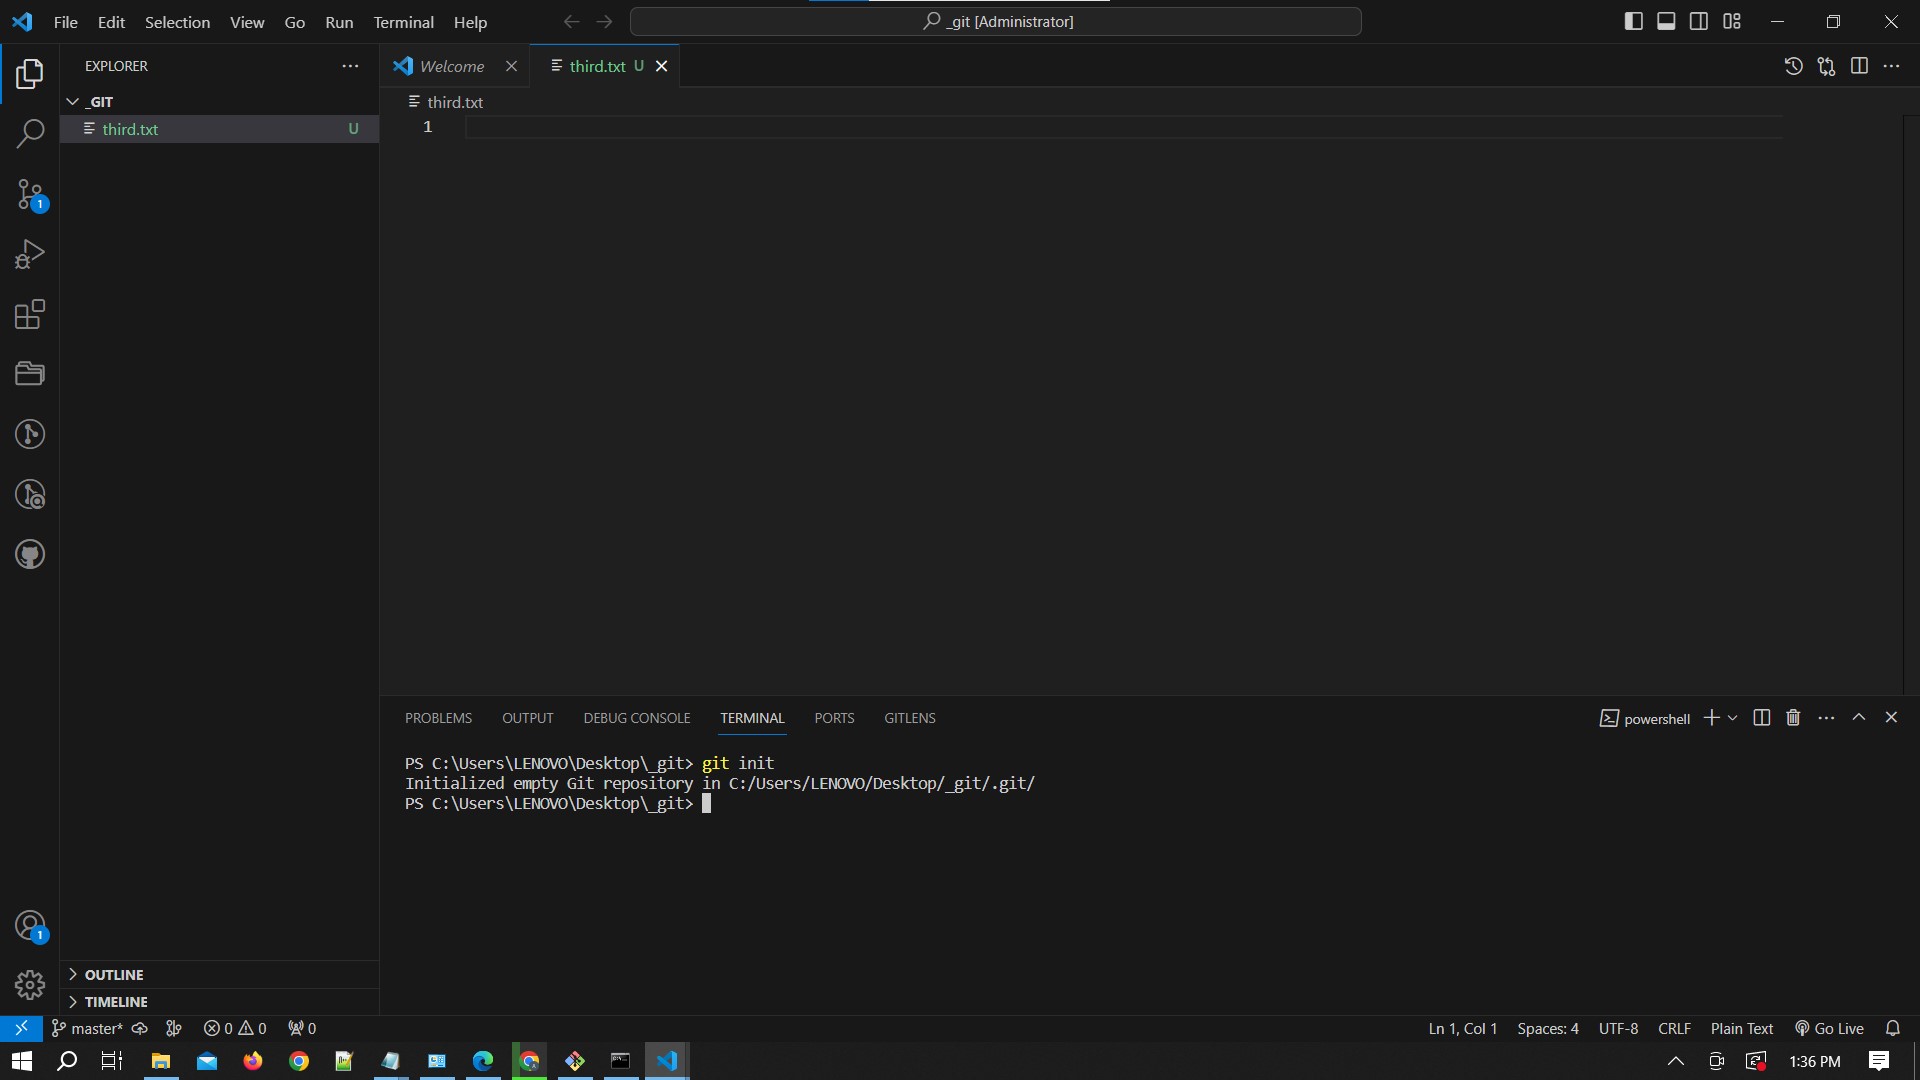 File Edit Selection View Go Run Terminal Help
_git [Administrator]
EXPLORER
Welcome
third.txt U
_GIT
third.txt
third.txt U
1
1
PROBLEMS OUTPUT DEBUG CONSOLE TERMINAL PORTS GITLENS
powershell
PS C:\Users\LENOVO\Desktop\_git> git init
Initialized empty Git repository in C:/Users/LENOVO/Desktop/_git/.git/
PS C:\Users\LENOVO\Desktop\_git>
1
OUTLINE
TIMELINE
master* 0 0 0
Ln 1, Col 1 Spaces: 4 UTF-8 CRLF Plain Text Go Live
1:36 PM